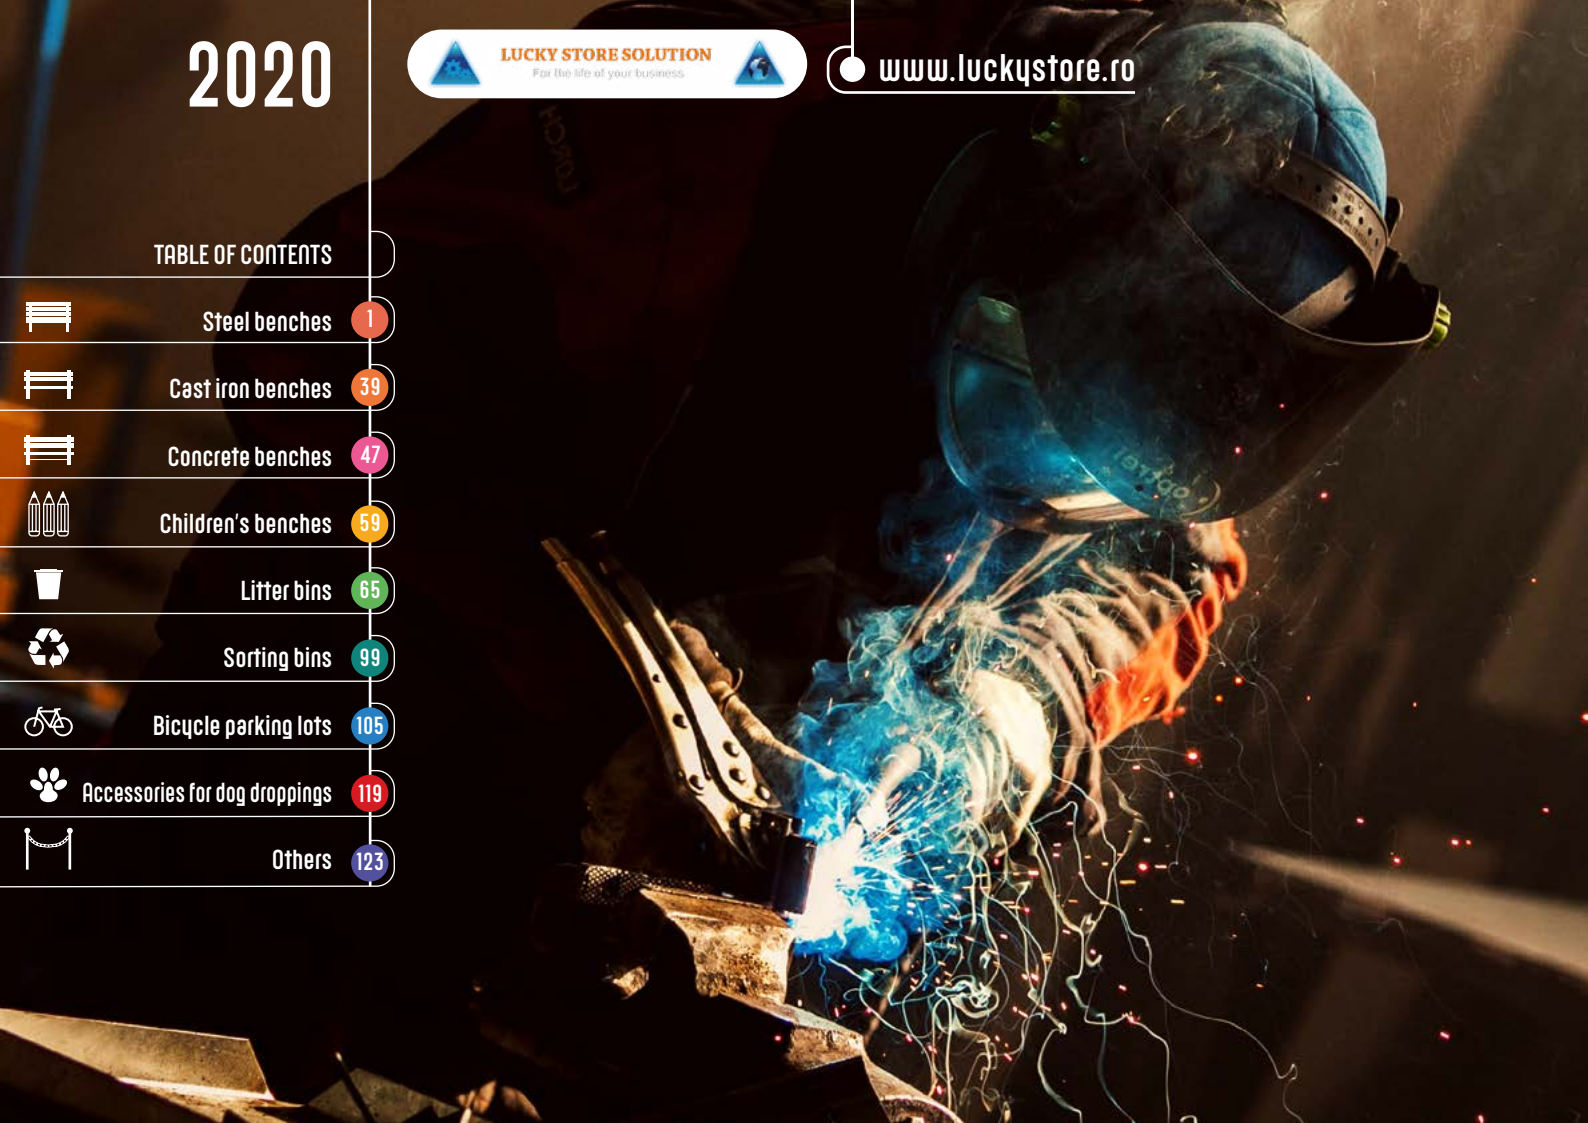 2020
LUCKY STORE SOLUTION
For the life of your business
www.luckystore.ro
TABLE OF CONTENTS
Steel benches 1
Cast iron benches 39
Concrete benches 47
Children's benches 59
Litter bins 65
Sorting bins 99
Bicycle parking lots 105
Accessories for dog droppings 119
Others 123